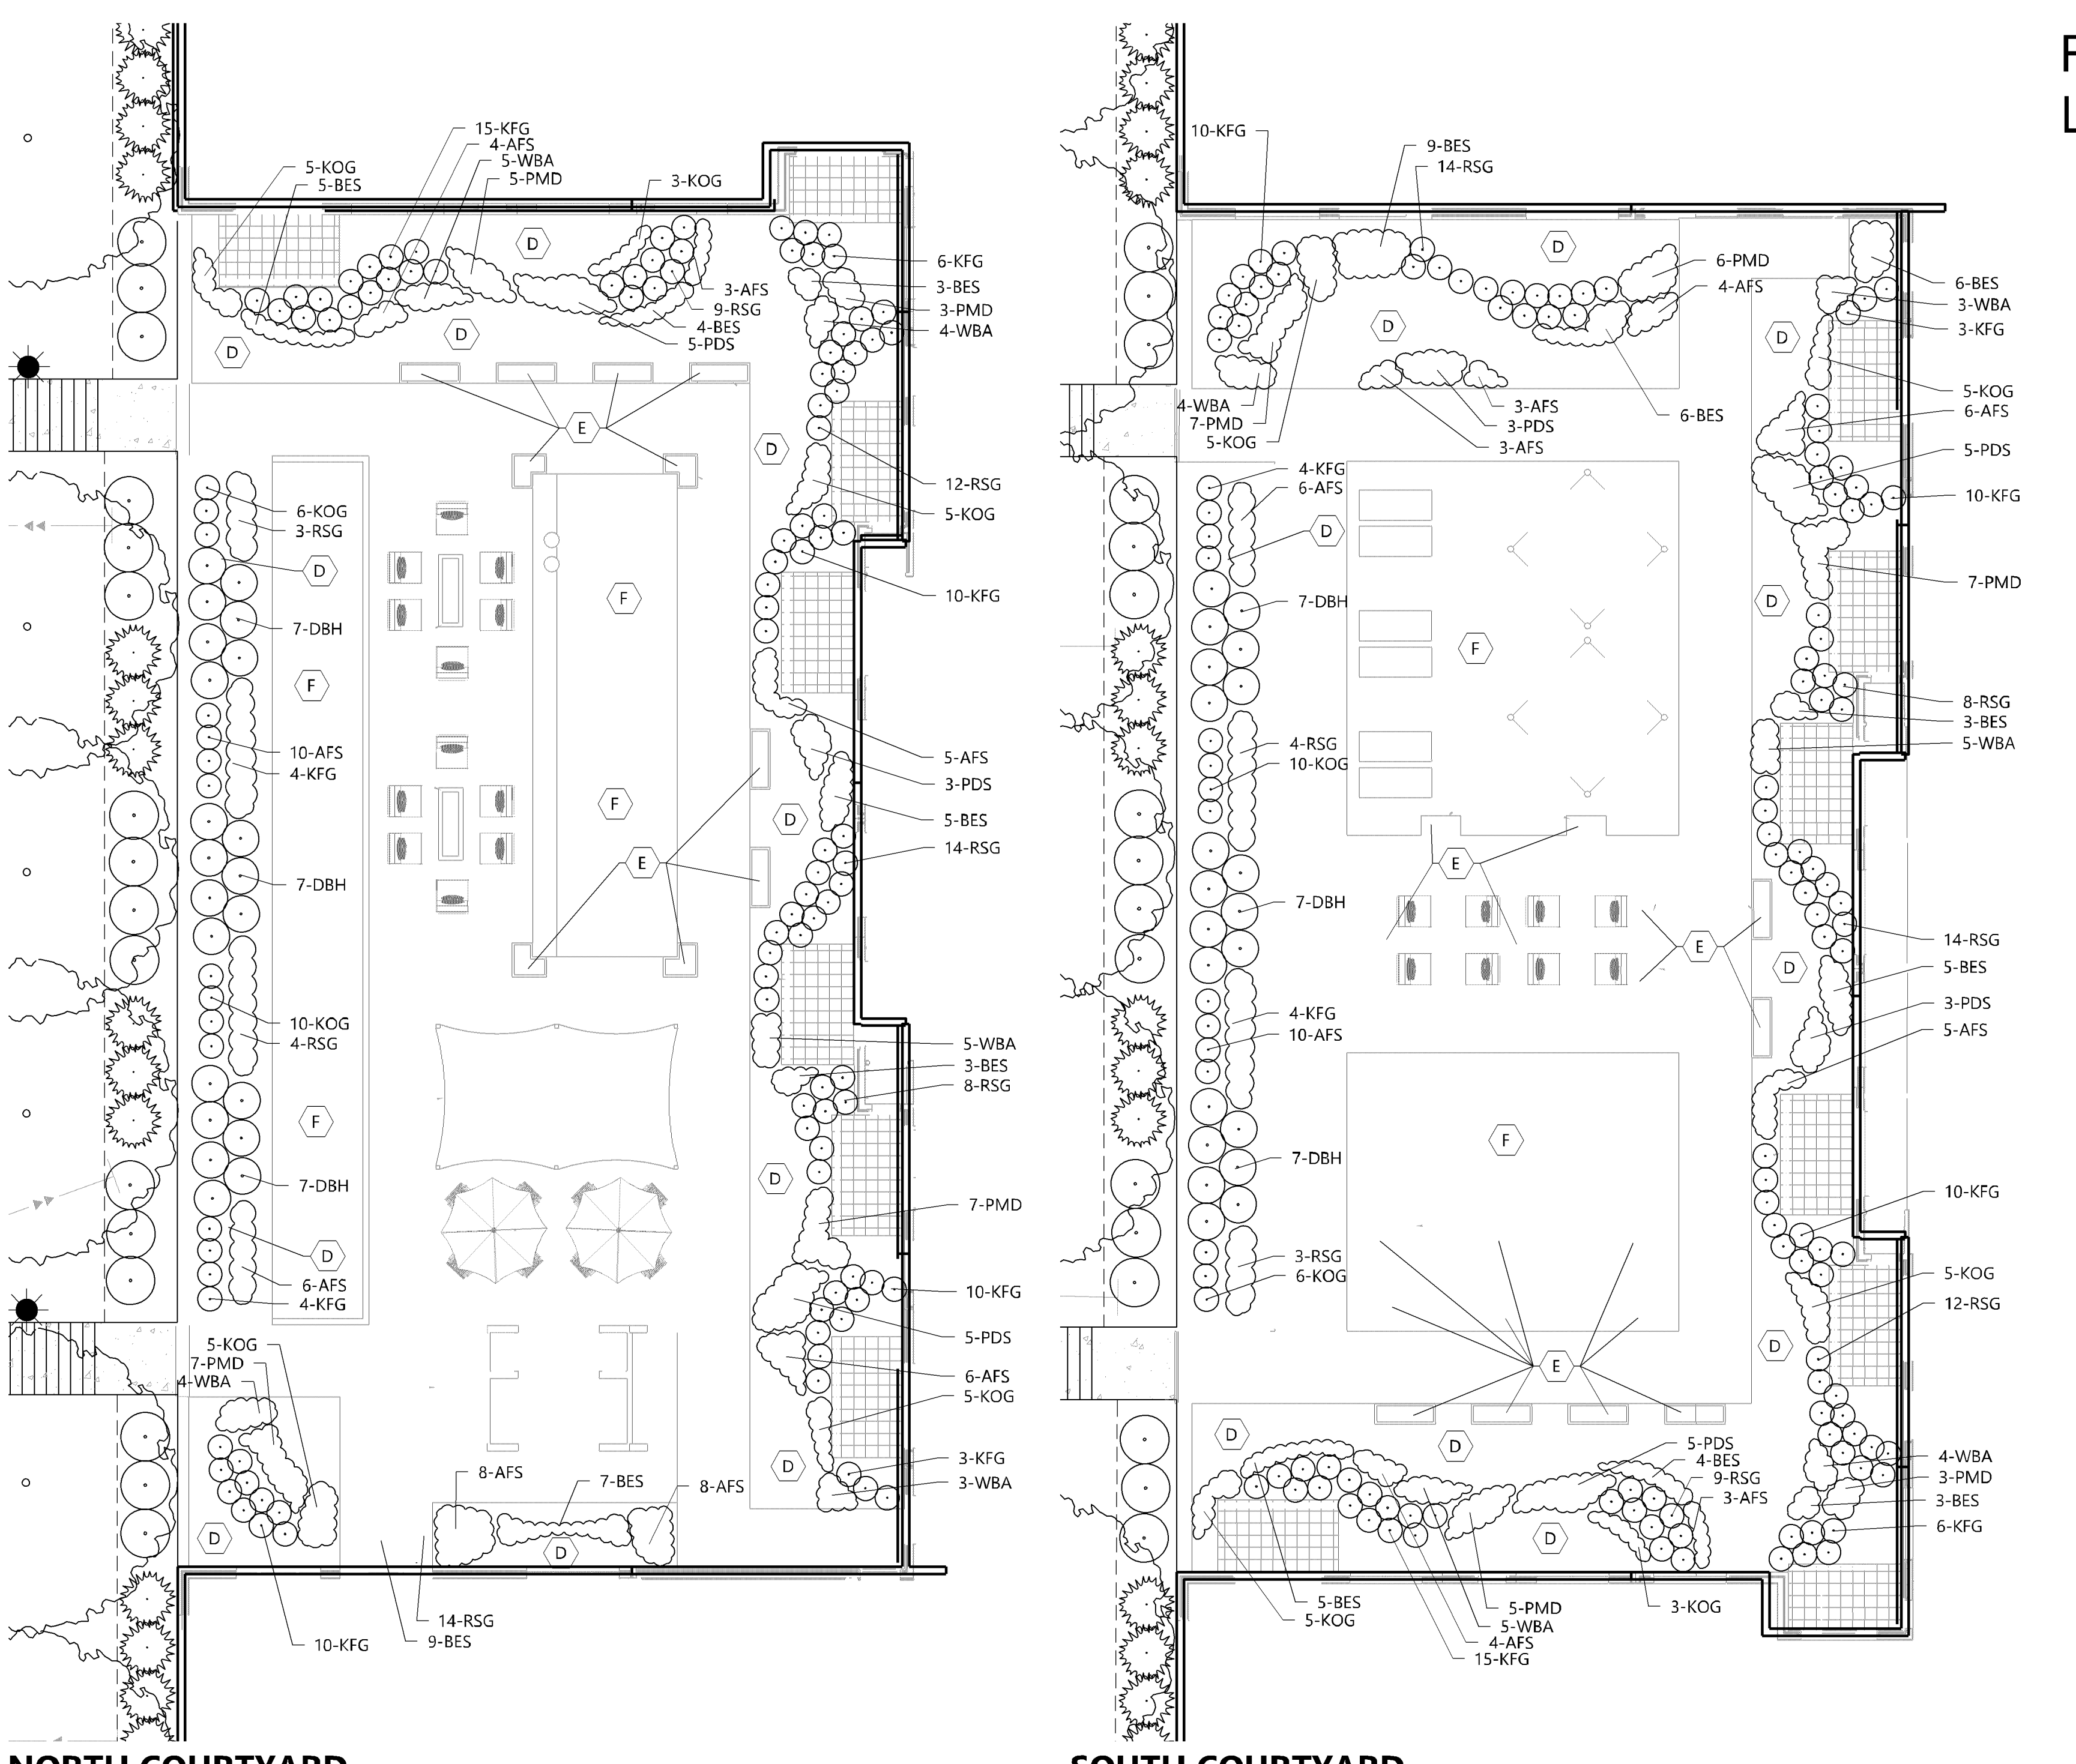 15-KFG
4-AFS
5-WBA
5-PMD
5-KOG
5-BES
3-KOG
D
6-KFG
3-BES
3-AFS
9-RSG
3-PMD
4-BES
4-WBA
5-PDS
D
D
E
D
12-RSG
6-KOG
5-KOG
3-RSG
D
10-KFG
F
7-DBH
F
10-AFS
5-AFS
4-KFG
3-PDS
F
D
5-BES
14-RSG
E
7-DBH
10-KOG
4-RSG
5-WBA
3-BES
8-RSG
F
D
7-DBH
7-PMD
D
6-AFS
10-KFG
4-KFG
5-PDS
5-KOG
7-PMD
6-AFS
4-WBA
5-KOG
D
3-KFG
8-AFS
7-BES
8-AFS
3-WBA
D
D
14-RSG
9-BES
10-KFG
NORTH COURTYARD
10-KFG
9-BES
14-RSG
D
6-PMD
4-AFS
6-BES
3-WBA
3-KFG
D
D
5-KOG
6-AFS
4-WBA
7-PMD
5-KOG
3-AFS
3-PDS
3-AFS
6-BES
5-PDS
4-KFG
6-AFS
10-KFG
D
7-PMD
7-DBH
D
F
8-RSG
3-BES
5-WBA
4-RSG
10-KOG
E
7-DBH
E
14-RSG
D
5-BES
3-PDS
4-KFG
5-AFS
10-AFS
F
7-DBH
10-KFG
3-RSG
6-KOG
5-KOG
12-RSG
D
E
D
D
5-PDS
4-BES
9-RSG
3-AFS
4-WBA
3-PMD
3-BES
6-KFG
D
5-BES
5-KOG
5-PMD
5-WBA
4-AFS
15-KFG
3-KOG
SOUTH COURTYARD